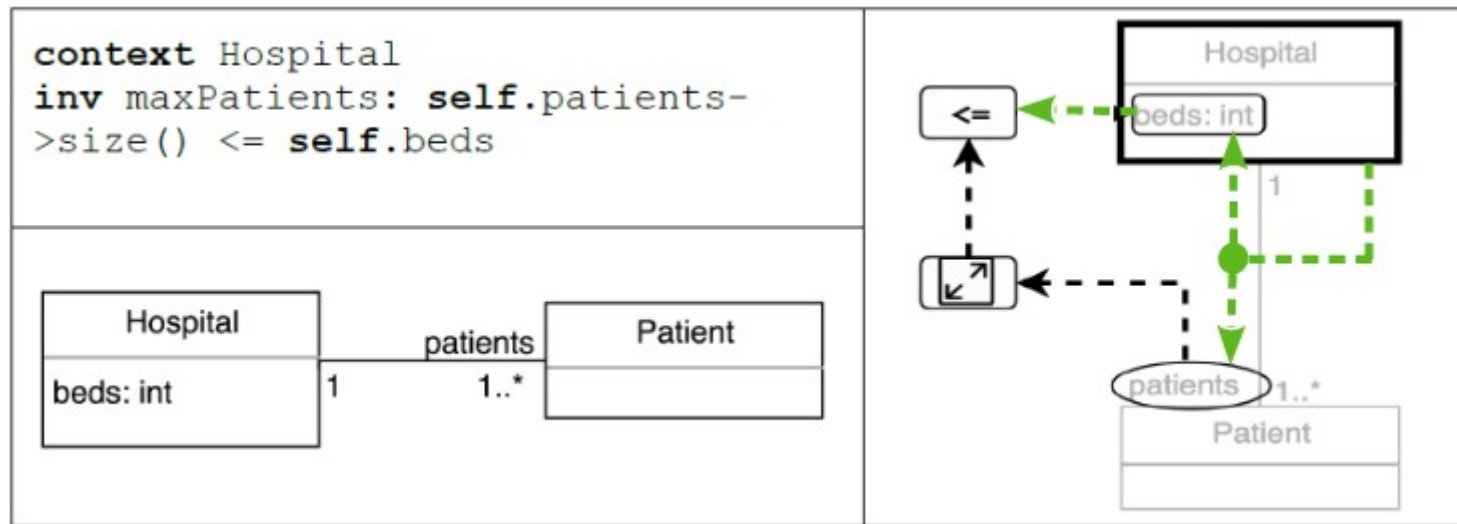 context Hospital
inv maxPatients: self.patients-
>size() <= self.beds
Hospital
beds: int
1
patients
1..*
Patient
Hospital
beds: int
<=
1
patients
1..*
Patient